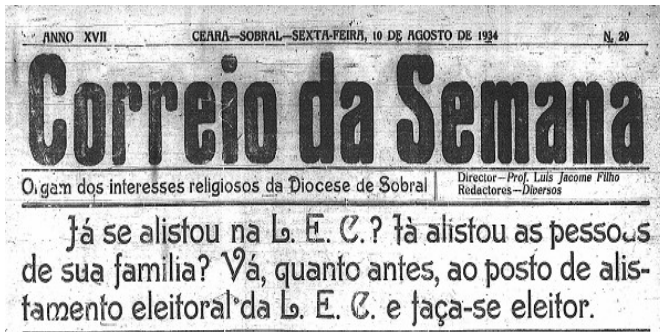 ANNO XVII CEARÁ—SOBRAL—SEXTA-FEIRA, 10 DE AGOSTO DE 1934 N. 20
Correio da Semana
Orgam dos interesses religiosos da Diocese de Sobral
Director—Prof. Luis Jacome Filho
Redactores—Diversos
Já se alistou na L. E. C.? Jà alistou as pessoas
de sua familia? Vá, quanto antes, ao posto de alis-
tamento eleitoral da L. E. C. e faça-se eleitor.